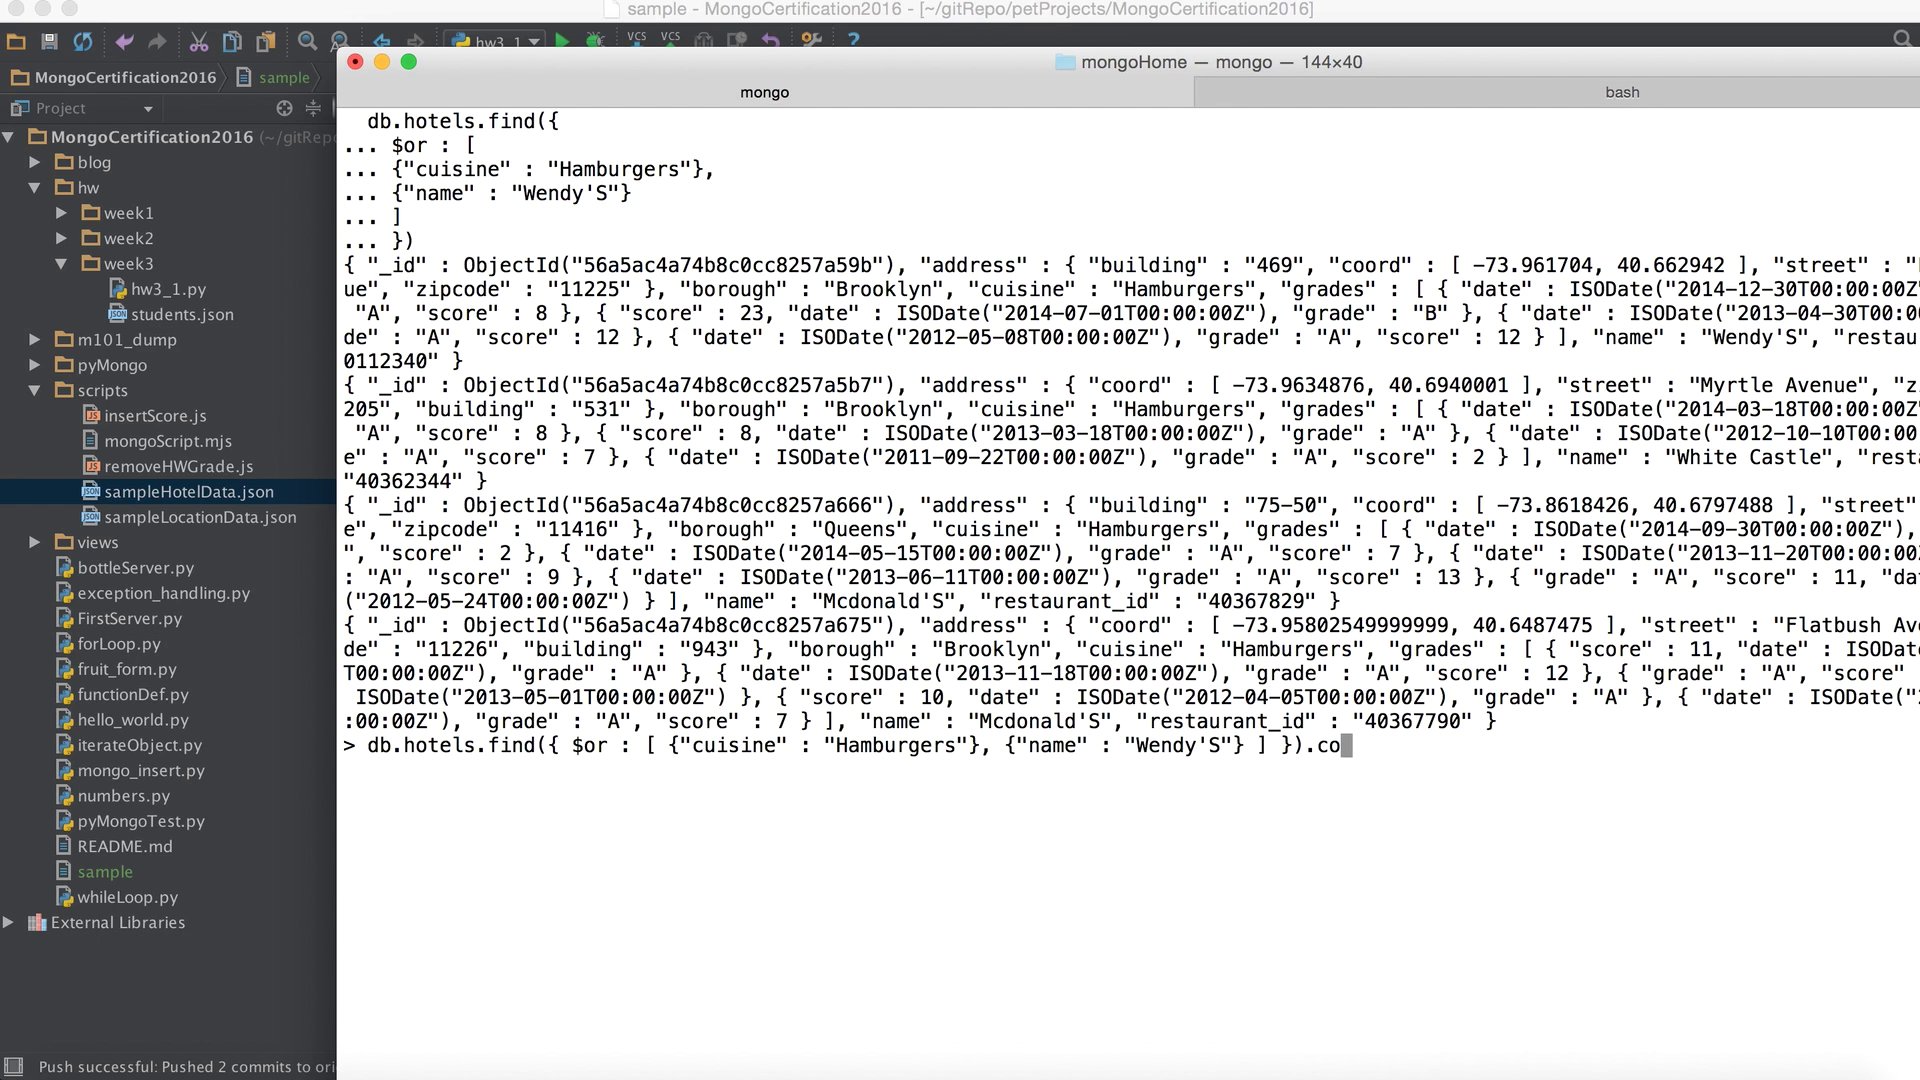 sample - MongoCertification2016 - [~/gitRepo/petProjects/MongoCertification2016]
hw3_1
VCS VCS
?
MongoCertification2016 sample
Project
MongoCertification2016 (~/gitRep
blog
hw
week1
week2
week3
hw3_1.py
students.json
m101_dump
pyMongo
scripts
insertScore.js
mongoScript.mjs
removeHWGrade.js
sampleHotelData.json
sampleLocationData.json
views
bottleServer.py
exception_handling.py
FirstServer.py
forLoop.py
fruit_form.py
functionDef.py
hello_world.py
iterateObject.py
mongo_insert.py
numbers.py
pyMongoTest.py
README.md
sample
whileLoop.py
External Libraries
Push successful: Pushed 2 commits to ori
mongoHome — mongo — 144×40
mongo
bash
db.hotels.find({
... $or : [
... {"cuisine" : "Hamburgers"},
... {"name" : "Wendy'S"}
... ]
... })
{ "_id" : ObjectId("56a5ac4a74b8c0cc8257a59b"), "address" : { "building" : "469", "coord" : [ -73.961704, 40.662942 ], "street" : "
ue", "zipcode" : "11225" }, "borough" : "Brooklyn", "cuisine" : "Hamburgers", "grades" : [ { "date" : ISODate("2014-12-30T00:00:00Z
"A", "score" : 8 }, { "score" : 23, "date" : ISODate("2014-07-01T00:00:00Z"), "grade" : "B" }, { "date" : ISODate("2013-04-30T00:00
de" : "A", "score" : 12 }, { "date" : ISODate("2012-05-08T00:00:00Z"), "grade" : "A", "score" : 12 } ], "name" : "Wendy'S", "restau
0112340" }
{ "_id" : ObjectId("56a5ac4a74b8c0cc8257a5b7"), "address" : { "coord" : [ -73.9634876, 40.6940001 ], "street" : "Myrtle Avenue", "z
205", "building" : "531" }, "borough" : "Brooklyn", "cuisine" : "Hamburgers", "grades" : [ { "date" : ISODate("2014-03-18T00:00:00Z
"A", "score" : 8 }, { "score" : 8, "date" : ISODate("2013-03-18T00:00:00Z"), "grade" : "A" }, { "date" : ISODate("2012-10-10T00:00
e" : "A", "score" : 7 }, { "date" : ISODate("2011-09-22T00:00:00Z"), "grade" : "A", "score" : 2 } ], "name" : "White Castle", "rest
"40362344" }
{ "_id" : ObjectId("56a5ac4a74b8c0cc8257a666"), "address" : { "building" : "75-50", "coord" : [ -73.8618426, 40.6797488 ], "street"
e", "zipcode" : "11416" }, "borough" : "Queens", "cuisine" : "Hamburgers", "grades" : [ { "date" : ISODate("2014-09-30T00:00:00Z"),
", "score" : 2 }, { "date" : ISODate("2014-05-15T00:00:00Z"), "grade" : "A", "score" : 7 }, { "date" : ISODate("2013-11-20T00:00:00
: "A", "score" : 9 }, { "date" : ISODate("2013-06-11T00:00:00Z"), "grade" : "A", "score" : 13 }, { "grade" : "A", "score" : 11, "da
("2012-05-24T00:00:00Z") } ], "name" : "Mcdonald'S", "restaurant_id" : "40367829" }
{ "_id" : ObjectId("56a5ac4a74b8c0cc8257a675"), "address" : { "coord" : [ -73.95802549999999, 40.6487475 ], "street" : "Flatbush Av
de" : "11226", "building" : "943" }, "borough" : "Brooklyn", "cuisine" : "Hamburgers", "grades" : [ { "score" : 11, "date" : ISODat
T00:00:00Z"), "grade" : "A" }, { "date" : ISODate("2013-11-18T00:00:00Z"), "grade" : "A", "score" : 12 }, { "grade" : "A", "score"
ISODate("2013-05-01T00:00:00Z") }, { "score" : 10, "date" : ISODate("2012-04-05T00:00:00Z"), "grade" : "A" }, { "date" : ISODate("
:00:00Z"), "grade" : "A", "score" : 7 } ], "name" : "Mcdonald'S", "restaurant_id" : "40367790" }
> db.hotels.find({ $or : [ {"cuisine" : "Hamburgers"}, {"name" : "Wendy'S"} ] }).co